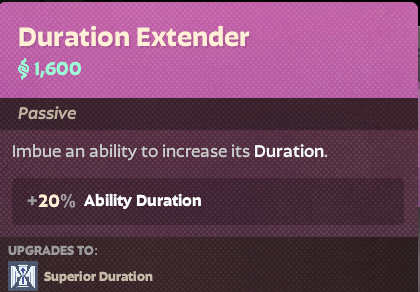 Duration Extender
1,600
Passive
Imbue an ability to increase its Duration.
+20% Ability Duration
UPGRADES TO:
Superior Duration